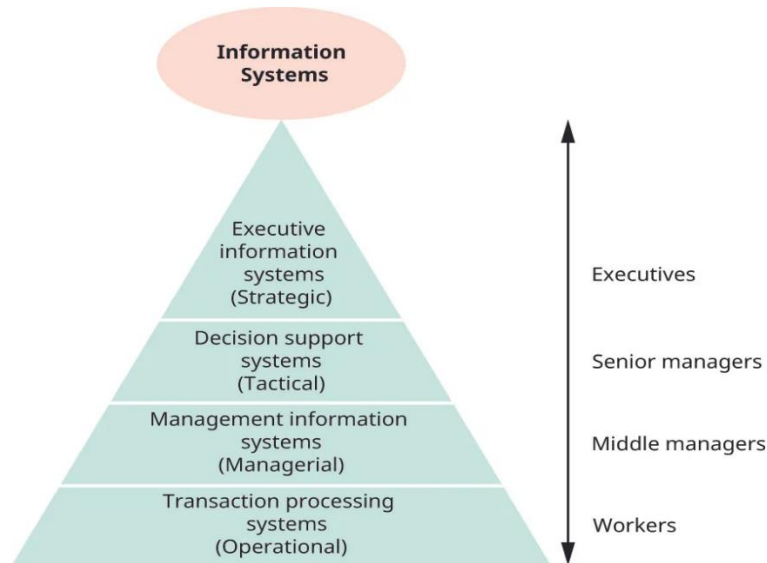 Information
Systems
Executive
information
systems
(Strategic)
Executives
Decision support
systems
(Tactical)
Senior managers
Management information
systems
(Managerial)
Middle managers
Transaction processing
systems
(Operational)
Workers